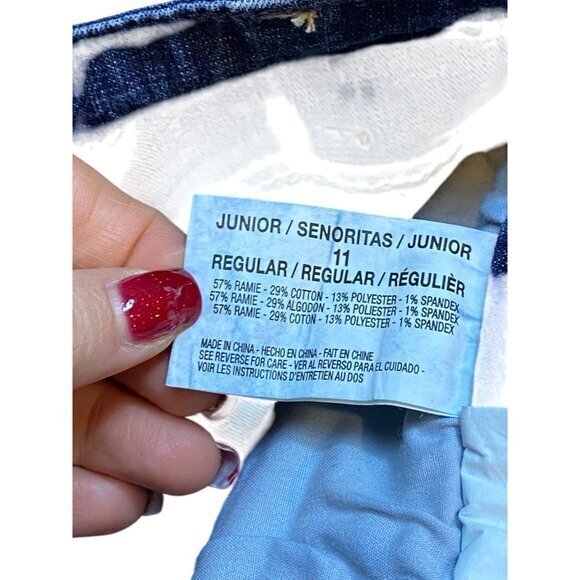 JUNIOR / SENORITAS / JUNIOR
11
REGULAR / REGULAR / RÉGULIÈR
57% RAMIE - 29% COTTON - 13% POLYESTER - 1% SPANDEX
57% RAMIE - 29% ALGODON - 13% POLIESTER - 1% SPANDEX
57% RAMIE - 29% COTON - 13% POLYESTER - 1% SPANDEX
MADE IN CHINA - HECHO EN CHINA - FAIT EN CHINE
SEE REVERSE FOR CARE - VER AL REVERSO PARA EL CUIDADO -
VOIR LES INSTRUCTIONS D'ENTRETIEN AU DOS